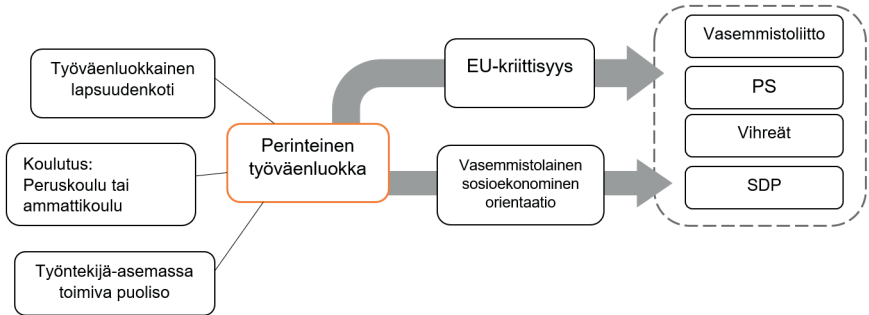 Työväenluokkainen
lapsuudenkoti
Koulutus:
Peruskoulu tai
ammattikoulu
Työntekijä-asemassa
toimiva puoliso
Perinteinen
työväenluokka
EU-kriittisyys
Vasemmistolainen
sosioekonominen
orientaatio
Vasemmistoliitto
PS
Vihreät
SDP